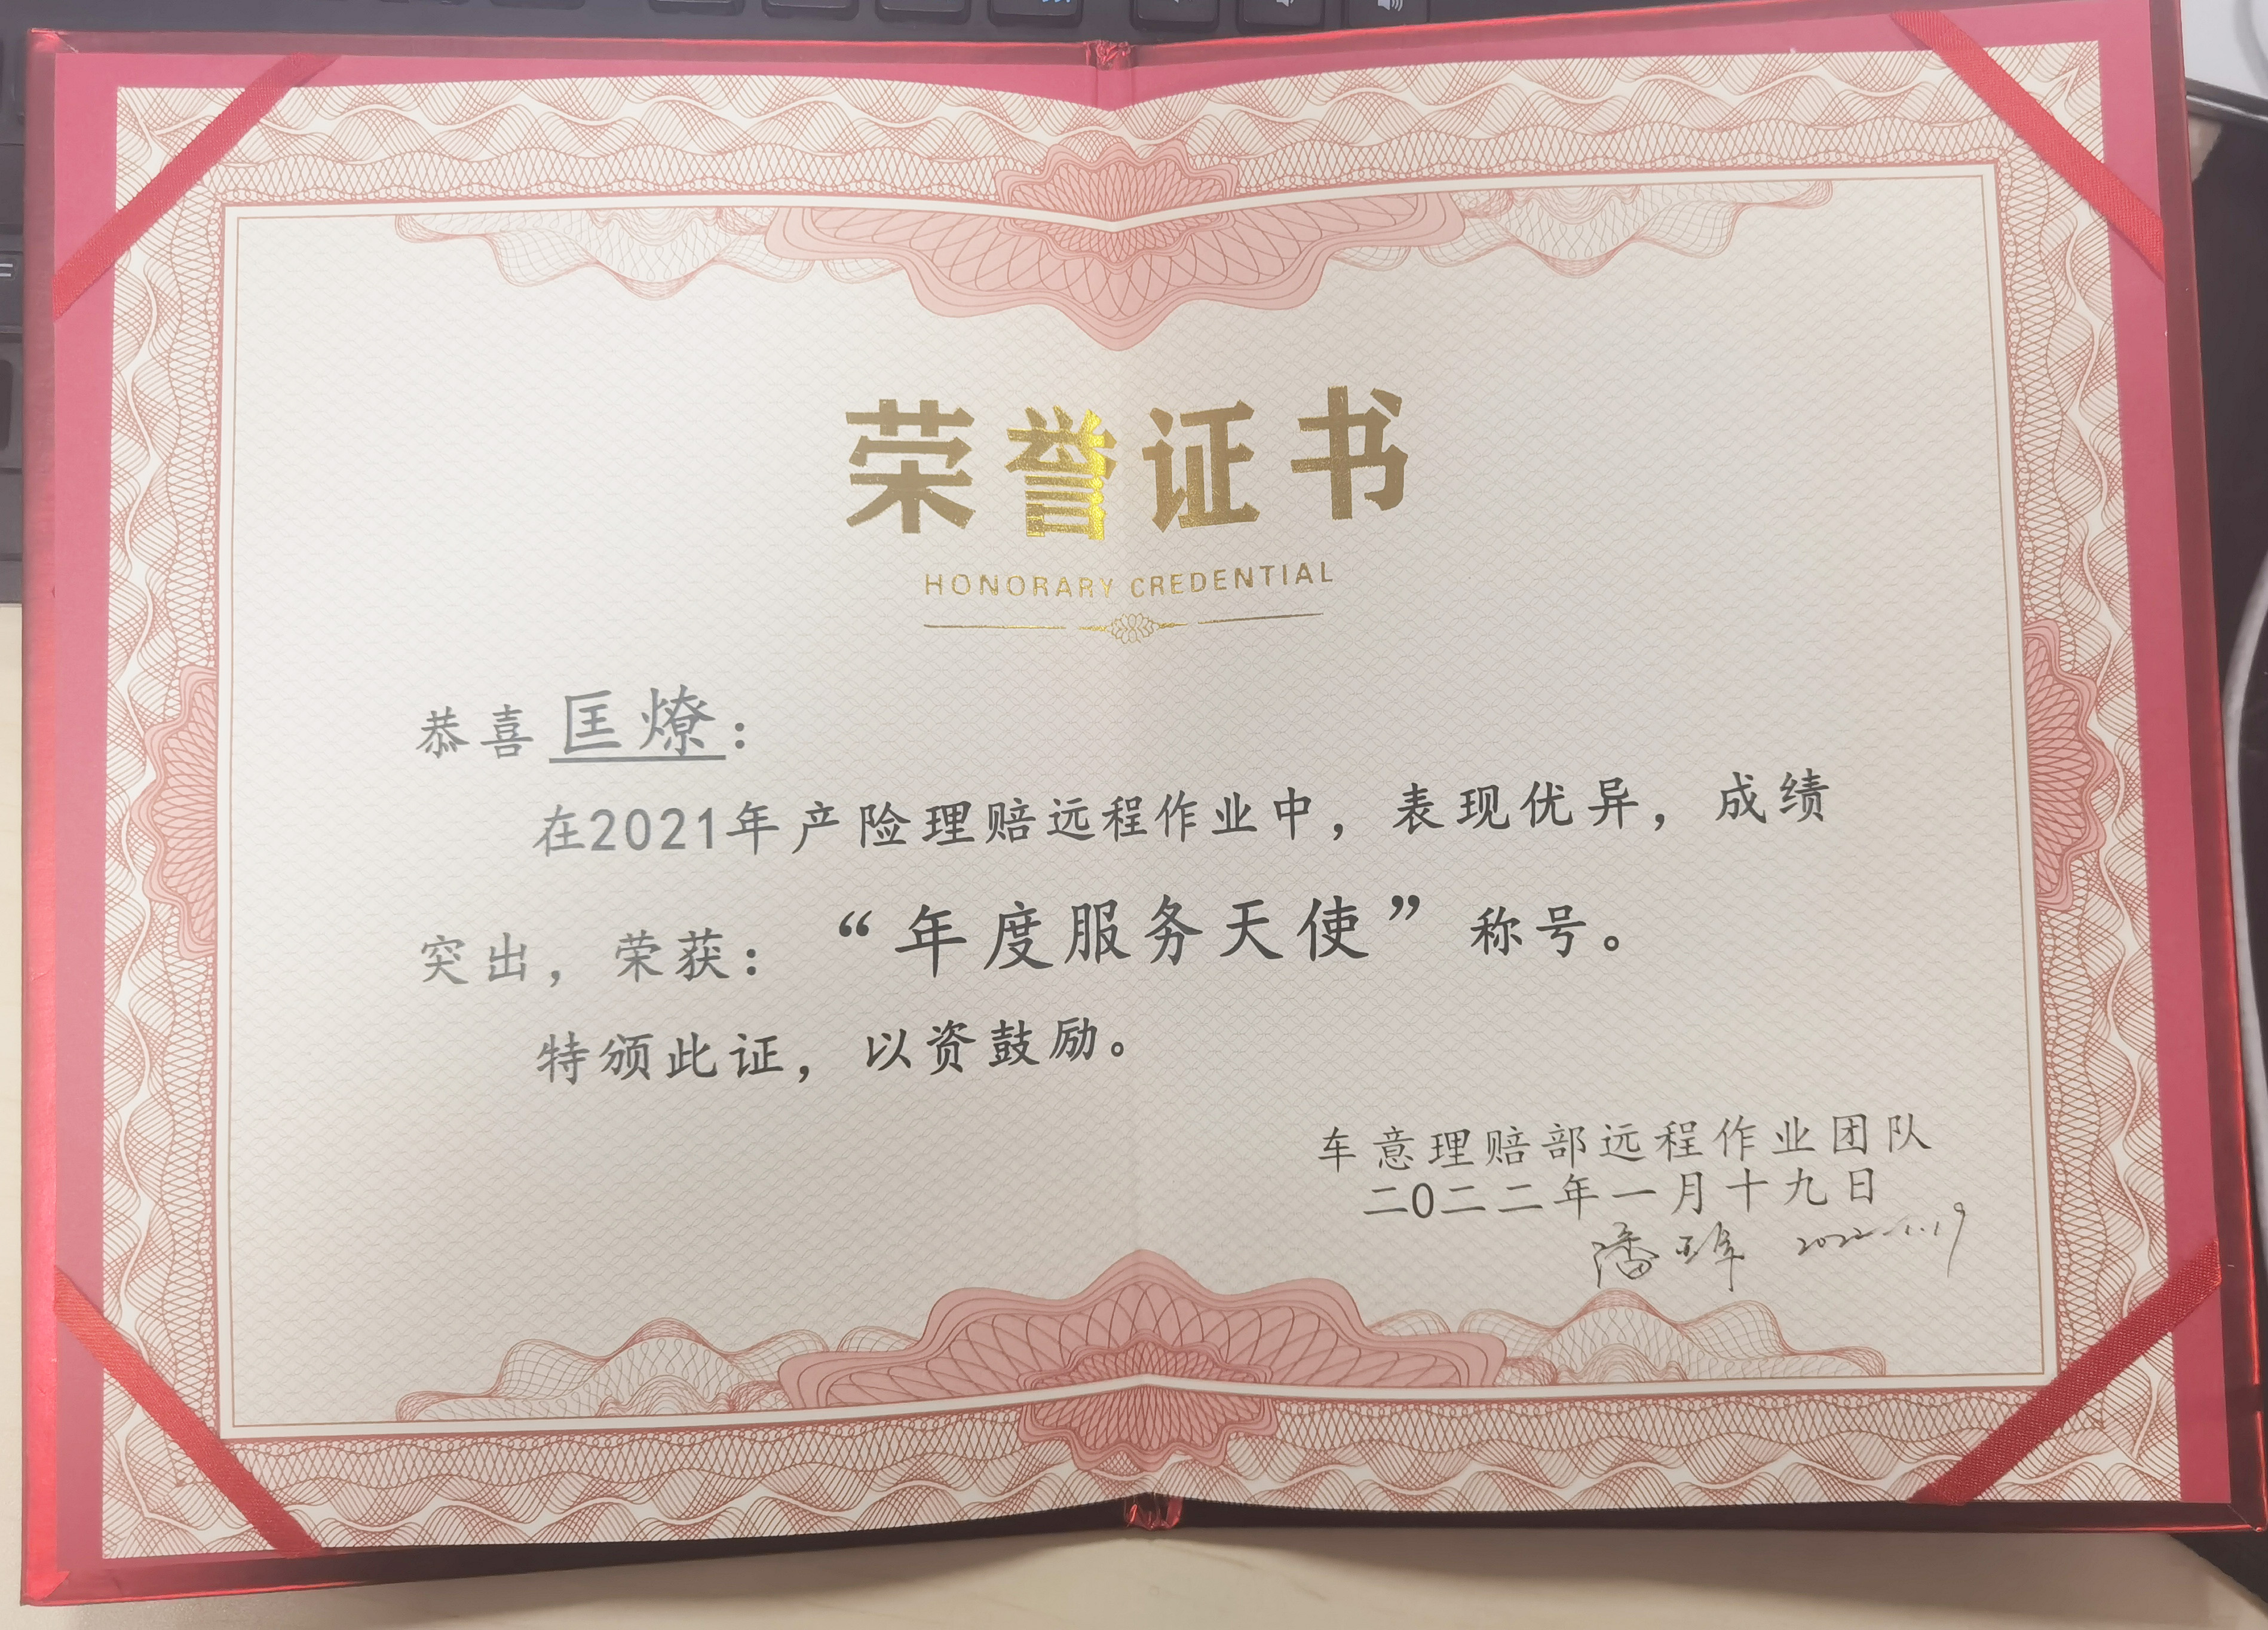 荣誉证书
HONORARY CREDENTIAL
恭喜匡燎：
在2021年产险理赔远程作业中，表现优异，成绩
突出，荣获：“年度服务天使”称号。
特颁此证，以资鼓励。
车意理赔部远程作业团队
二0二二年一月十九日
2022.1.19